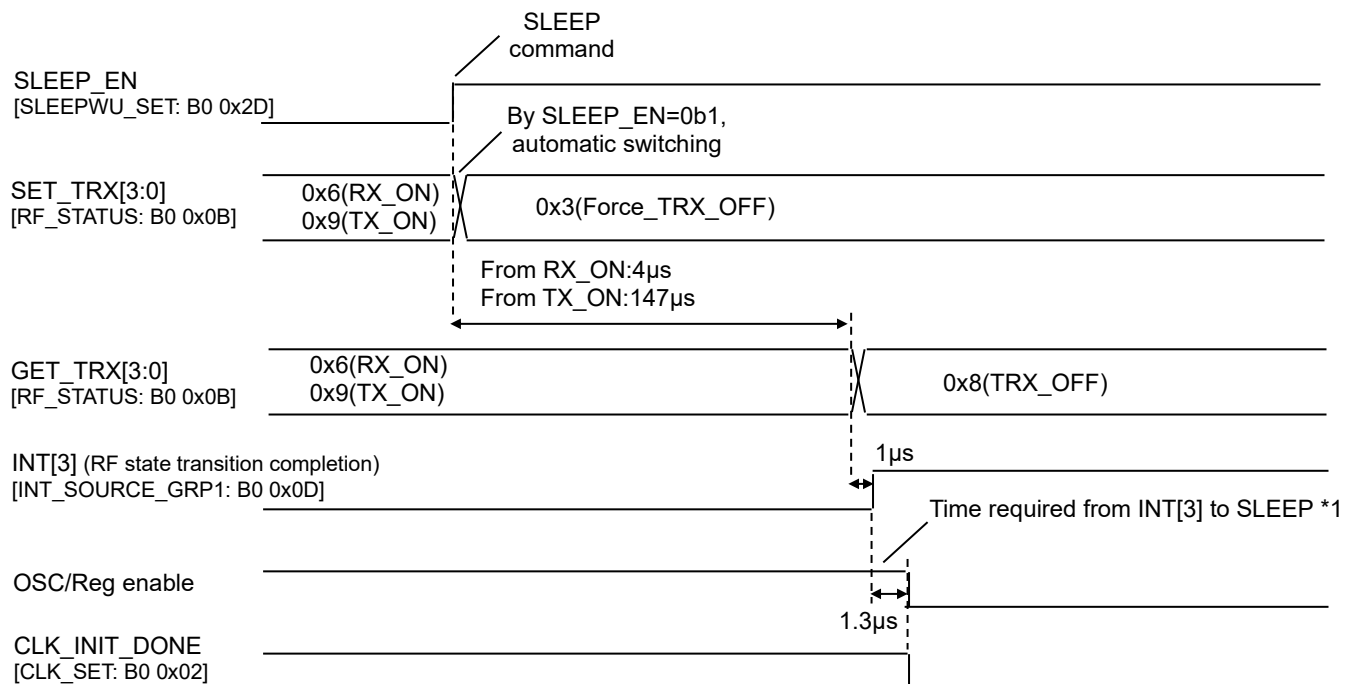 SLEEP
command
SLEEP_EN
[SLEEPWU_SET: B0 0x2D]
By SLEEP_EN=0b1,
automatic switching
SET_TRX[3:0]
[RF_STATUS: B0 0x0B]
0x6(RX_ON)
0x9(TX_ON)
0x3(Force_TRX_OFF)
From RX_ON:4μs
From TX_ON:147μs
GET_TRX[3:0]
[RF_STATUS: B0 0x0B]
0x6(RX_ON)
0x9(TX_ON)
0x8(TRX_OFF)
INT[3] (RF state transition completion)
[INT_SOURCE_GRP1: B0 0x0D]
1μs
Time required from INT[3] to SLEEP *1
OSC/Reg enable
1.3μs
CLK_INIT_DONE
[CLK_SET: B0 0x02]